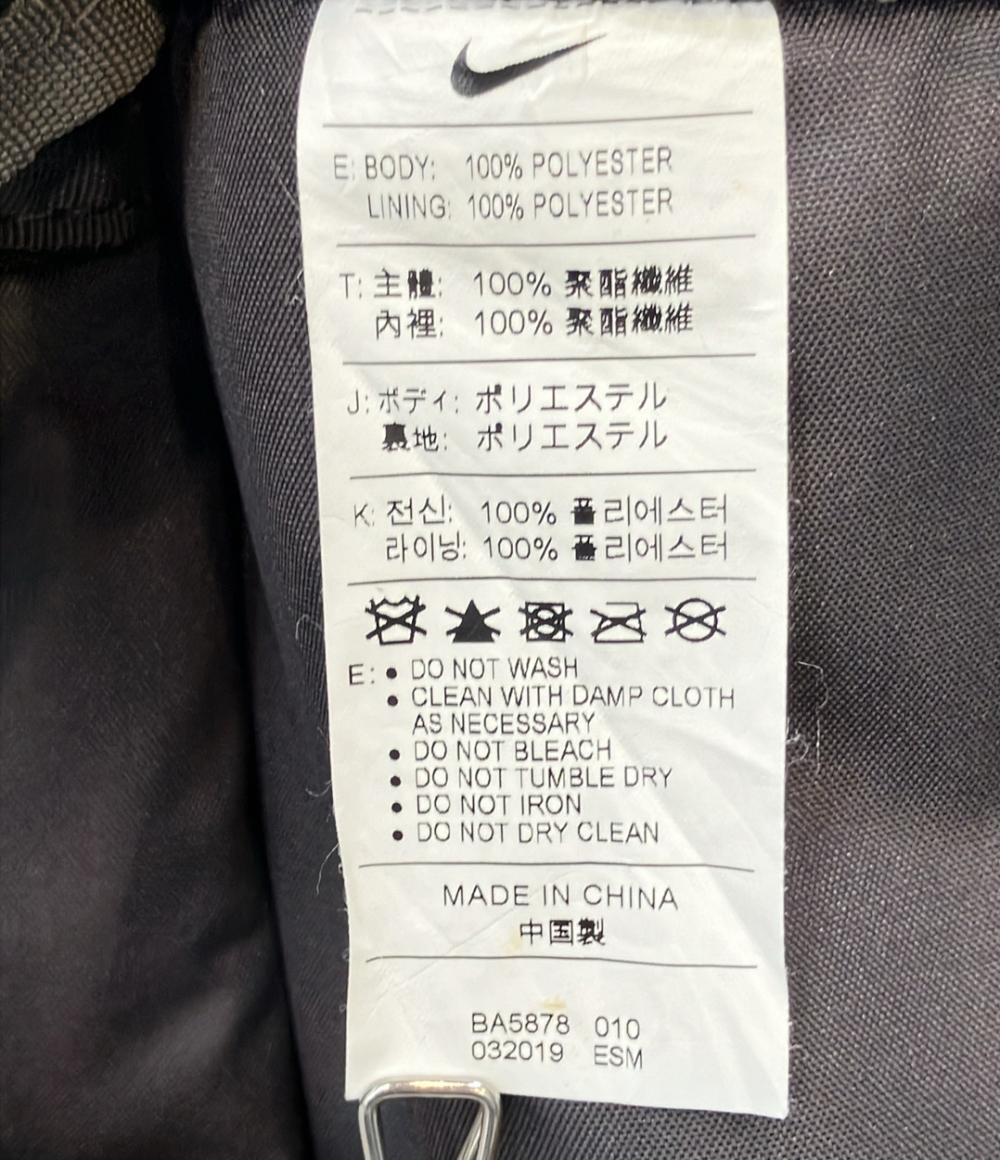 E: BODY: 100% POLYESTER
LINING: 100% POLYESTER
T: 主體: 100% 聚酯纖維
內裡: 100% 聚酯纖維
J: ボディ: ポリエステル
裏地: ポリエステル
K: 전신: 100% 폴리에스터
라이닝: 100% 폴리에스터
E: • DO NOT WASH
• CLEAN WITH DAMP CLOTH
AS NECESSARY
• DO NOT BLEACH
• DO NOT TUMBLE DRY
• DO NOT IRON
• DO NOT DRY CLEAN
MADE IN CHINA
中国製
BA5878 010
032019 ESM